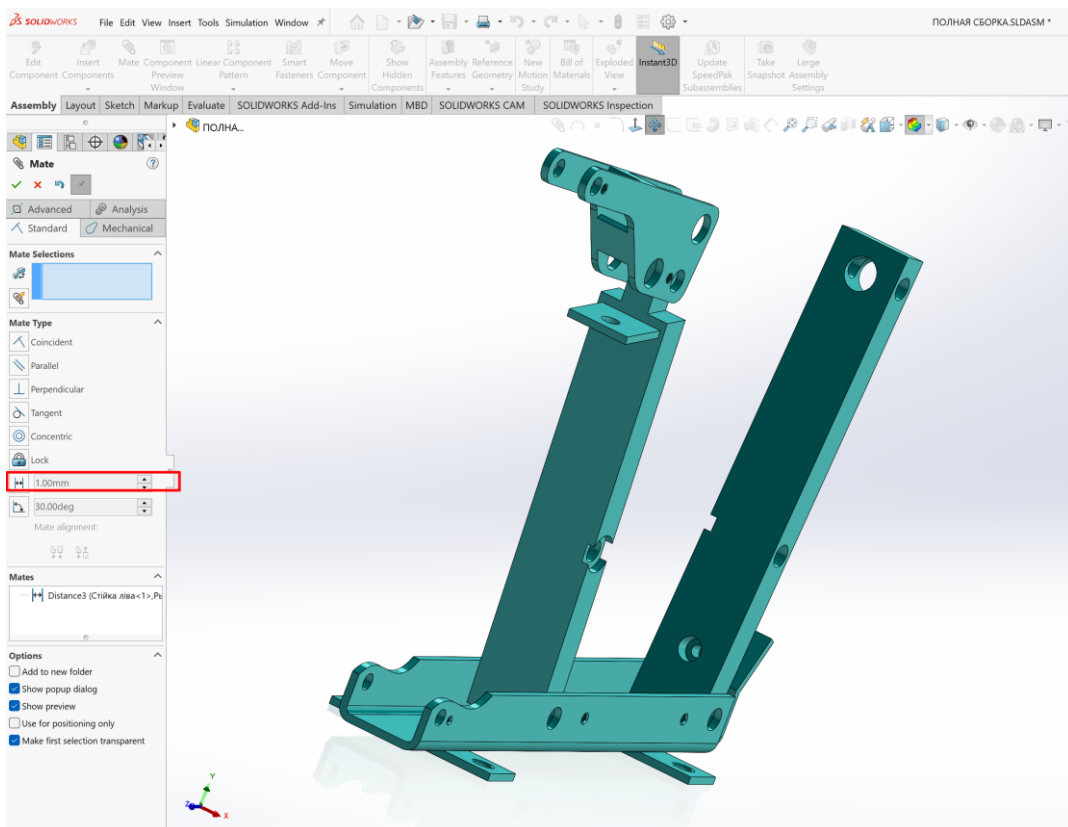 SOLIDWORKS File Edit View Insert Tools Simulation Window ПОЛНАЯ СБОРКА.SLDASM *
Edit Insert Mate Component Linear Component Smart Move Show Assembly Reference New Bill of Exploded Instant3D Update Take Large
Component Components Preview Pattern Fasteners Component Hidden Features Geometry Motion Materials View SpeedPak Snapshot Assembly
Window Components Study Subassemblies Settings
Assembly Layout Sketch Markup Evaluate SOLIDWORKS Add-Ins Simulation MBD SOLIDWORKS CAM SOLIDWORKS Inspection
ПОЛНА...
Mate
Advanced Analysis
Standard Mechanical
Mate Selections
Mate Type
Coincident
Parallel
Perpendicular
Tangent
Concentric
Lock
1.00mm
30.00deg
Mate alignment:
Mates
Distance3 (Стійка ліва<1>,Рь
Options
Add to new folder
Show popup dialog
Show preview
Use for positioning only
Make first selection transparent
Y
Z
X